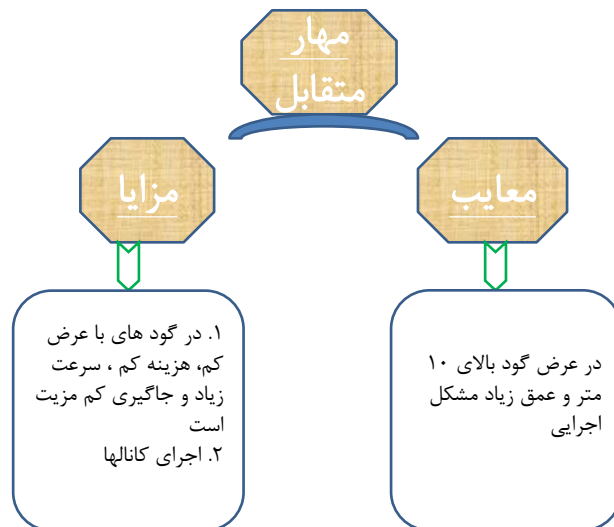 مهار
متقابل
معایب
مزایا
در عرض گود بالای ۱۰
متر و عمق زیاد مشکل
اجرایی
۱. در گود های با عرض
کم، هزینه کم ، سرعت
زیاد و جاگیری کم مزیت
است
۲. اجرای کانالها